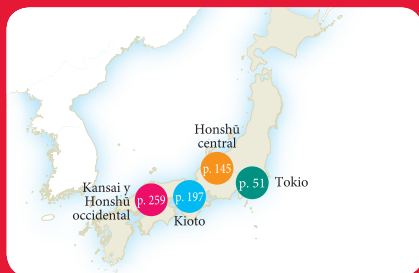 Honshū
central
p. 145
p. 51 Tokio
Kansai y
Honshū
occidental
p. 259
p. 197
Kioto